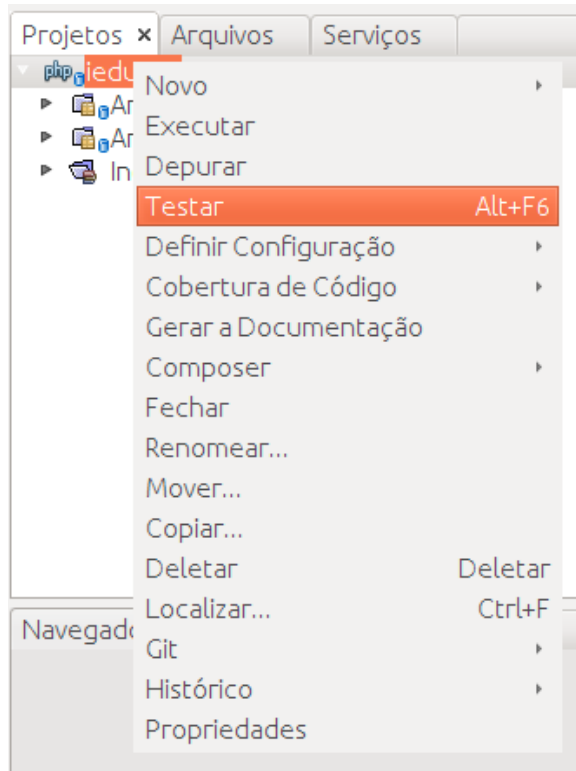 Projetos × Arquivos Serviços
php
Novo
Executar
Depurar
Testar Alt+F6
Definir Configuração
Cobertura de Código
Gerar a Documentação
Composer
Fechar
Renomear...
Mover...
Copiar...
Deletar Deletar
Localizar... Ctrl+F
Git
Histórico
Propriedades